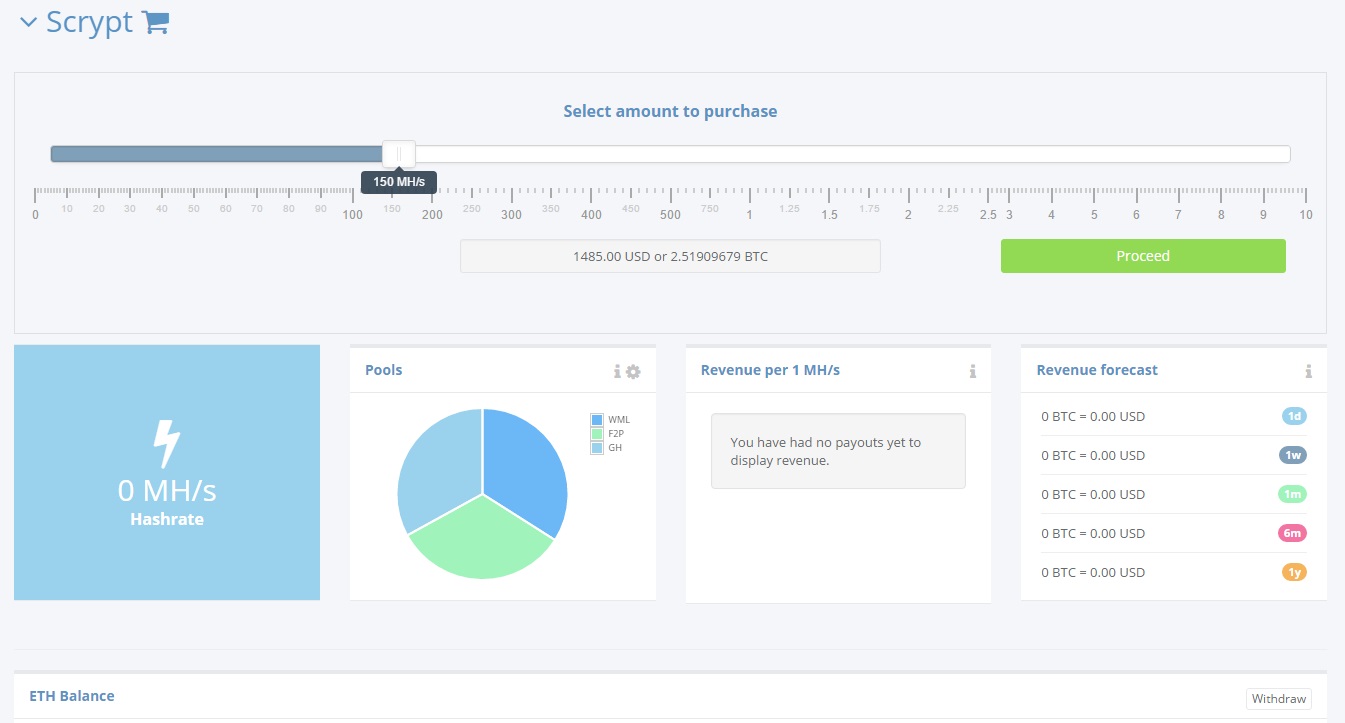 Scrypt
Select amount to purchase
150 MH/s
10 20 30 40 50 60 70 80 90 150 250 350 450 750 1.25 1.75 2.25
0 100 200 300 400 500 1 1.5 2 2.5 3 4 5 6 7 8 9 10
1485.00 USD or 2.51909679 BTC
Proceed
0 MH/s
Hashrate
Pools
WML
F2P
GH
Revenue per 1 MH/s
You have had no payouts yet to
display revenue.
Revenue forecast
0 BTC = 0.00 USD 1d
0 BTC = 0.00 USD 1w
0 BTC = 0.00 USD 1m
0 BTC = 0.00 USD 6m
0 BTC = 0.00 USD 1y
ETH Balance
Withdraw